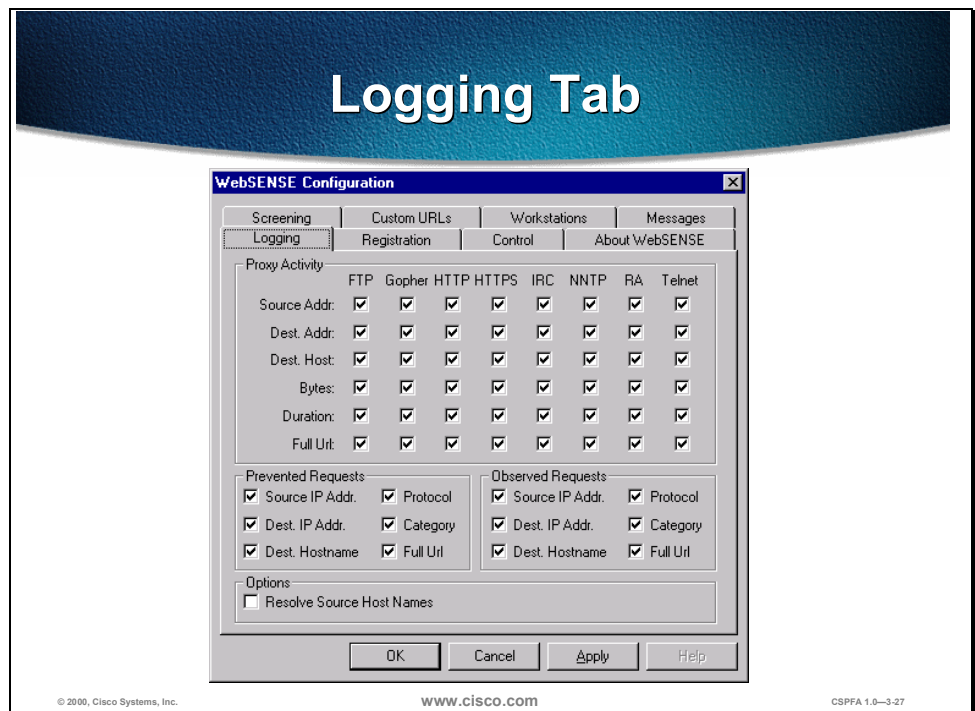 Logging Tab
WebSENSE Configuration
Screening Custom URLs Workstations Messages
Logging Registration Control About WebSENSE
Proxy Activity
FTP Gopher HTTP HTTPS IRC NNTP RA Telnet
Source Addr:
Dest. Addr:
Dest. Host:
Bytes:
Duration:
Full Url:
Prevented Requests
Source IP Addr. Protocol
Dest. IP Addr. Category
Dest. Hostname Full Url
Observed Requests
Source IP Addr. Protocol
Dest. IP Addr. Category
Dest. Hostname Full Url
Options
Resolve Source Host Names
OK Cancel Apply Help
© 2000, Cisco Systems, Inc. www.cisco.com CSPFA 1.0—3-27